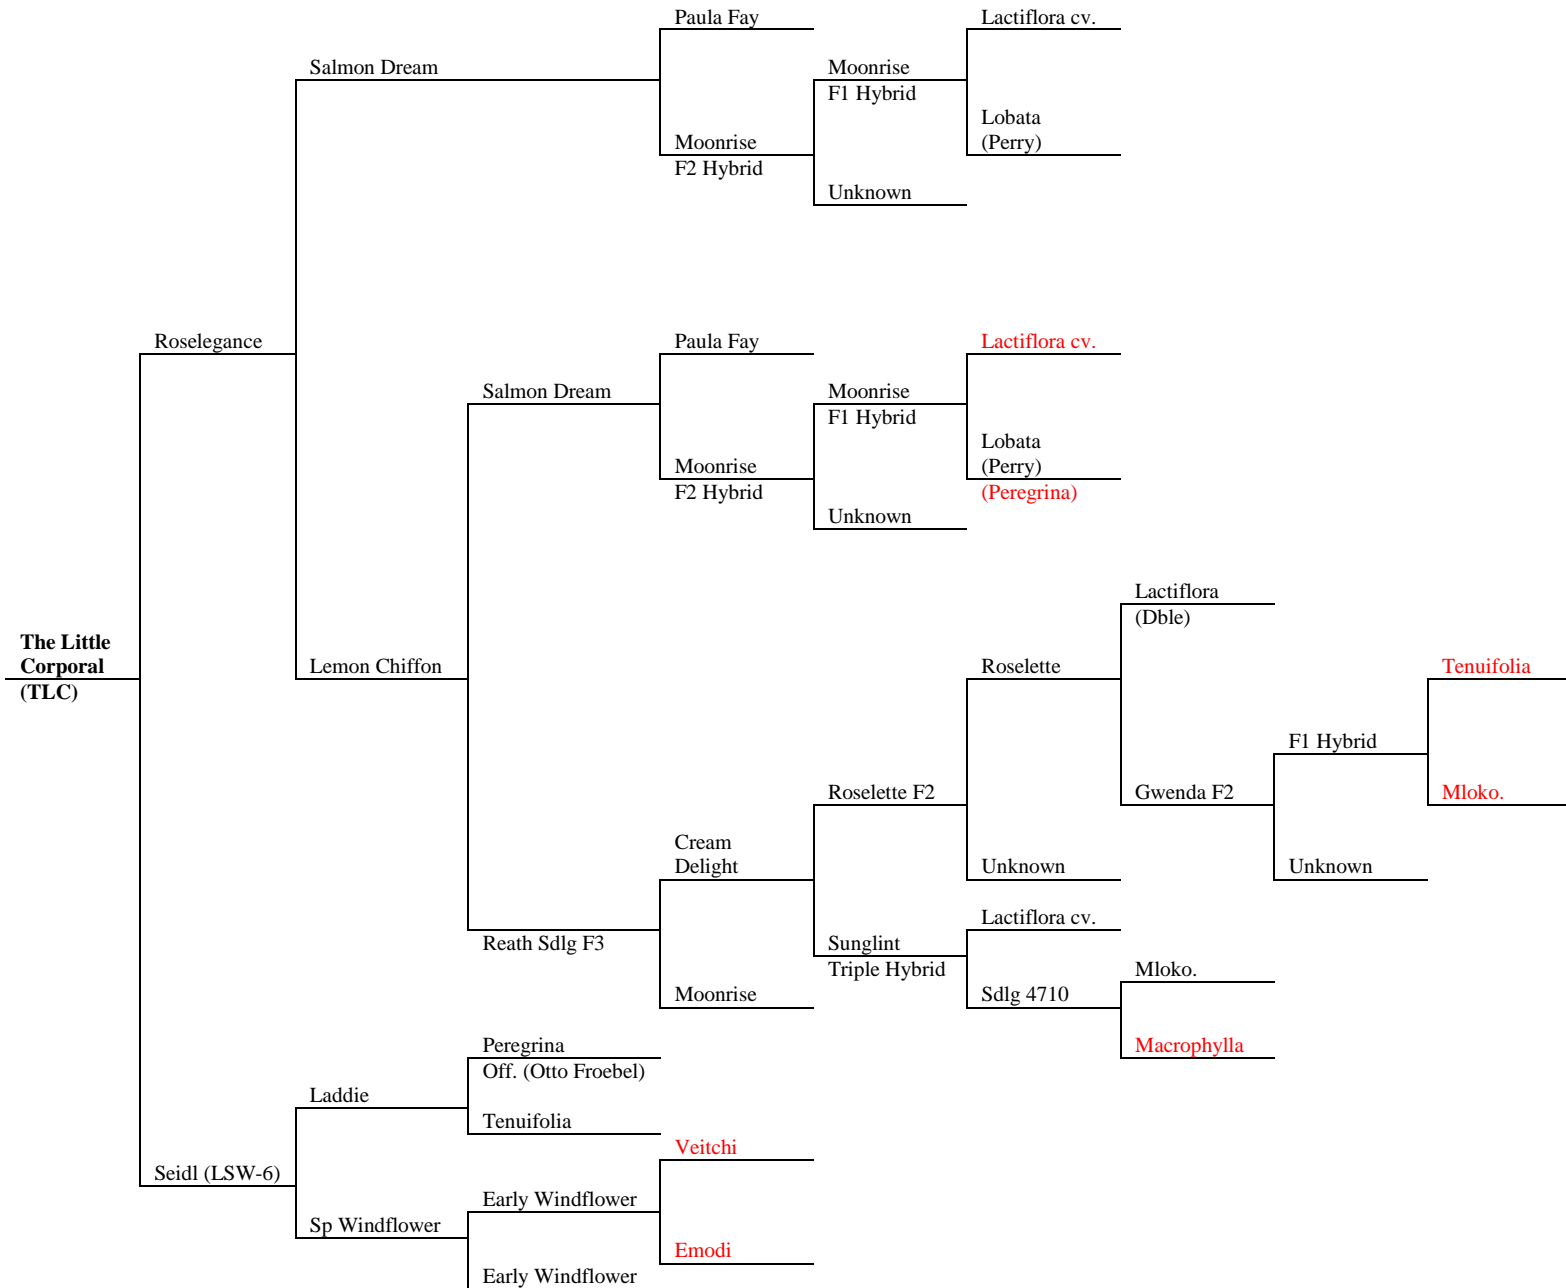 Paula Fay
Lactiflora cv.
Salmon Dream
Moonrise
F1 Hybrid
Lobata
(Perry)
Moonrise
F2 Hybrid
Unknown
Roselegance
Paula Fay
Lactiflora cv.
Salmon Dream
Moonrise
F1 Hybrid
Lobata
(Perry)
(Peregrina)
Moonrise
F2 Hybrid
Unknown
Lactiflora
(Dble)
The Little
Corporal
(TLC)
Lemon Chiffon
Roselette
Tenuifolia
F1 Hybrid
Roselette F2
Gwenda F2
Mloko.
Cream
Delight
Unknown
Unknown
Lactiflora cv.
Reath Sdlg F3
Sunglint
Triple Hybrid
Mloko.
Moonrise
Sdlg 4710
Peregrina
Off. (Otto Froebel)
Macrophylla
Laddie
Tenuifolia
Veitchi
Seidl (LSW-6)
Early Windflower
Sp Windflower
Emodi
Early Windflower